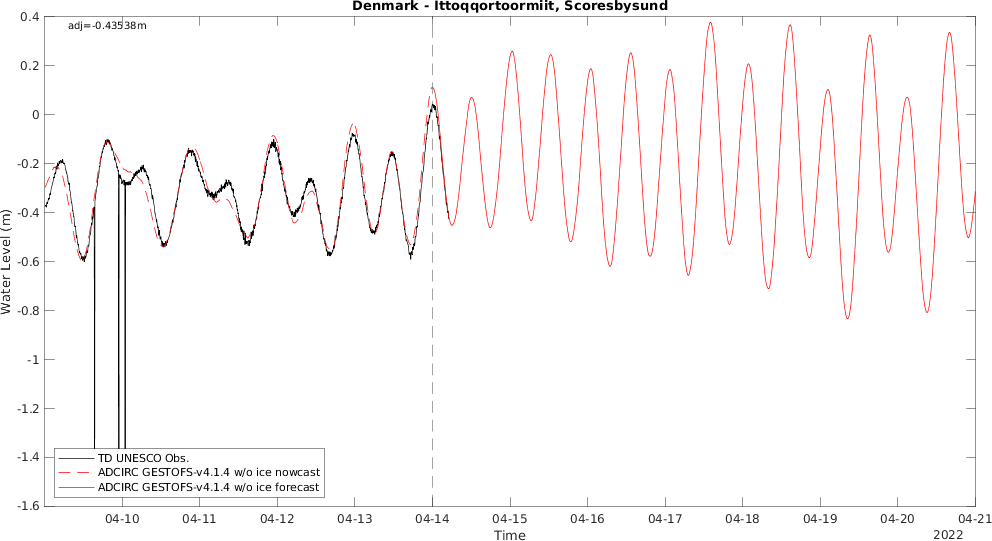 Denmark - Ittoqqortoormiit, Scoresbysund
adj=-0.43538m
0.4
0.2
0
-0.2
-0.4
-0.6
-0.8
-1
-1.2
-1.4
-1.6
Water Level (m)
TD UNESCO Obs.
ADCIRC GESTOFS-v4.1.4 w/o ice nowcast
ADCIRC GESTOFS-v4.1.4 w/o ice forecast
04-10 04-11 04-12 04-13 04-14 04-15 04-16 04-17 04-18 04-19 04-20 04-21
Time
2022